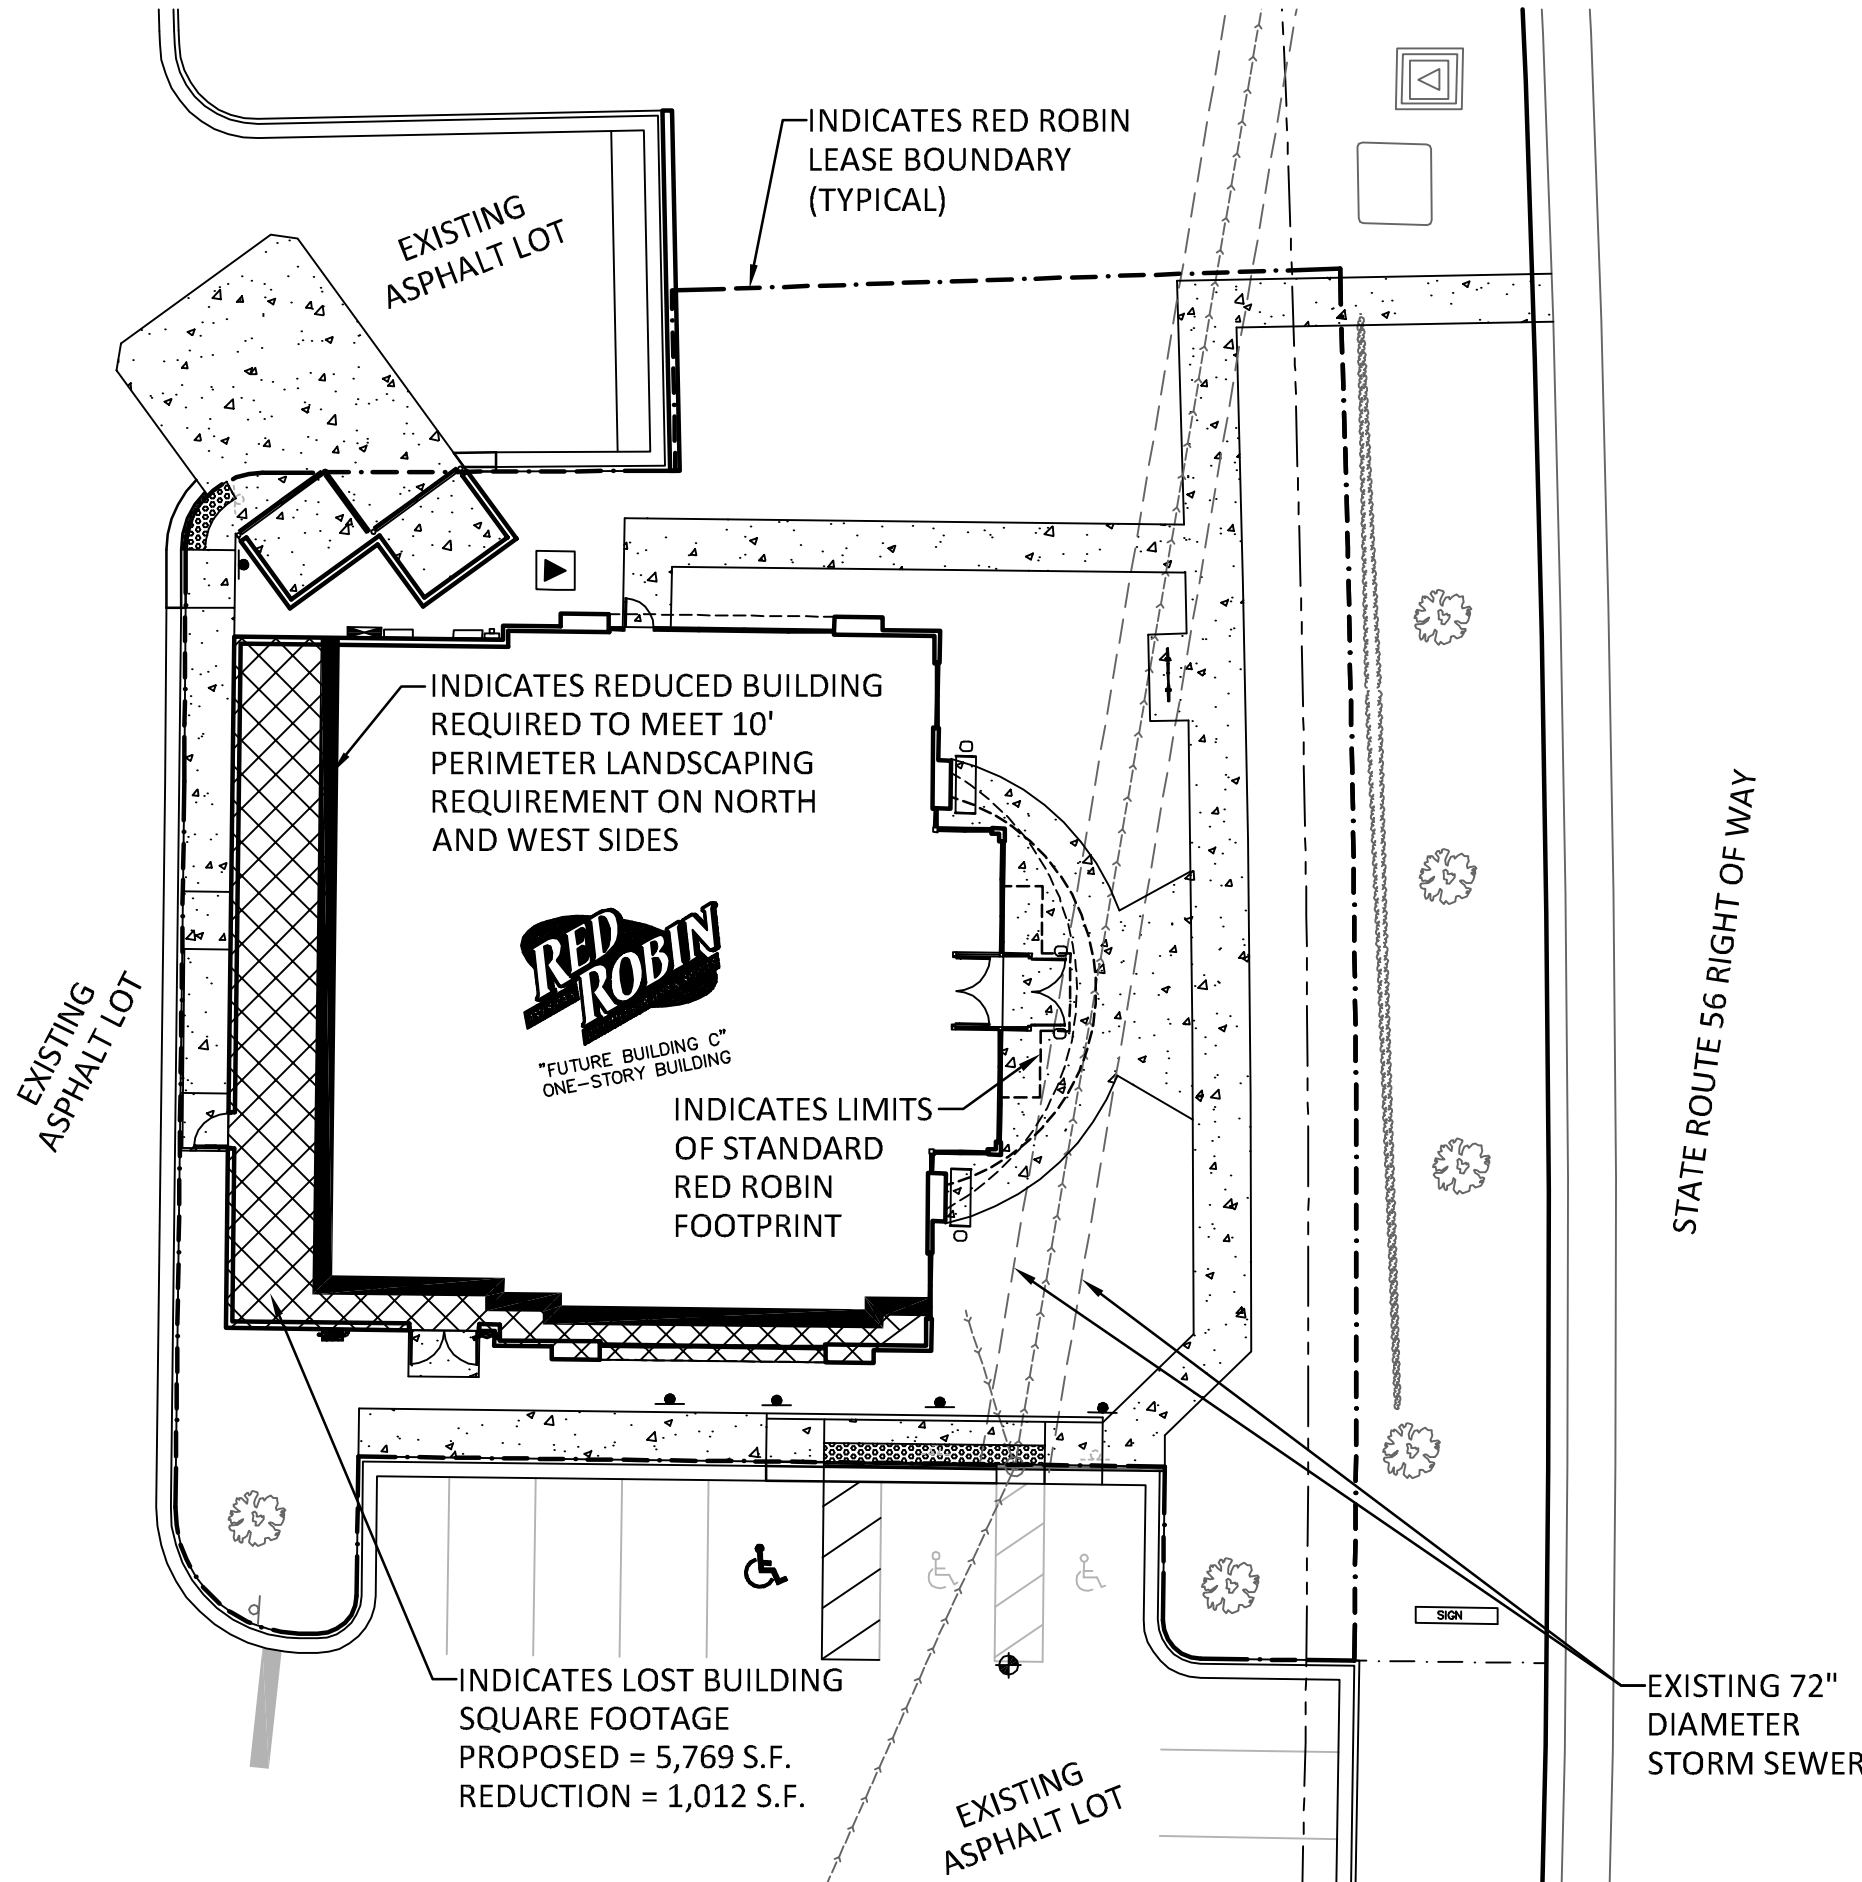 INDICATES RED ROBIN
LEASE BOUNDARY
(TYPICAL)
EXISTING
ASPHALT LOT
INDICATES REDUCED BUILDING
REQUIRED TO MEET 10'
PERIMETER LANDSCAPING
REQUIREMENT ON NORTH
AND WEST SIDES
RED
ROBIN
"FUTURE BUILDING C"
ONE-STORY BUILDING
INDICATES LIMITS
OF STANDARD
RED ROBIN
FOOTPRINT
EXISTING
ASPHALT LOT
STATE ROUTE 56 RIGHT OF WAY
SIGN
INDICATES LOST BUILDING
SQUARE FOOTAGE
PROPOSED = 5,769 S.F.
REDUCTION = 1,012 S.F.
EXISTING 72"
DIAMETER
STORM SEWER
EXISTING
ASPHALT LOT